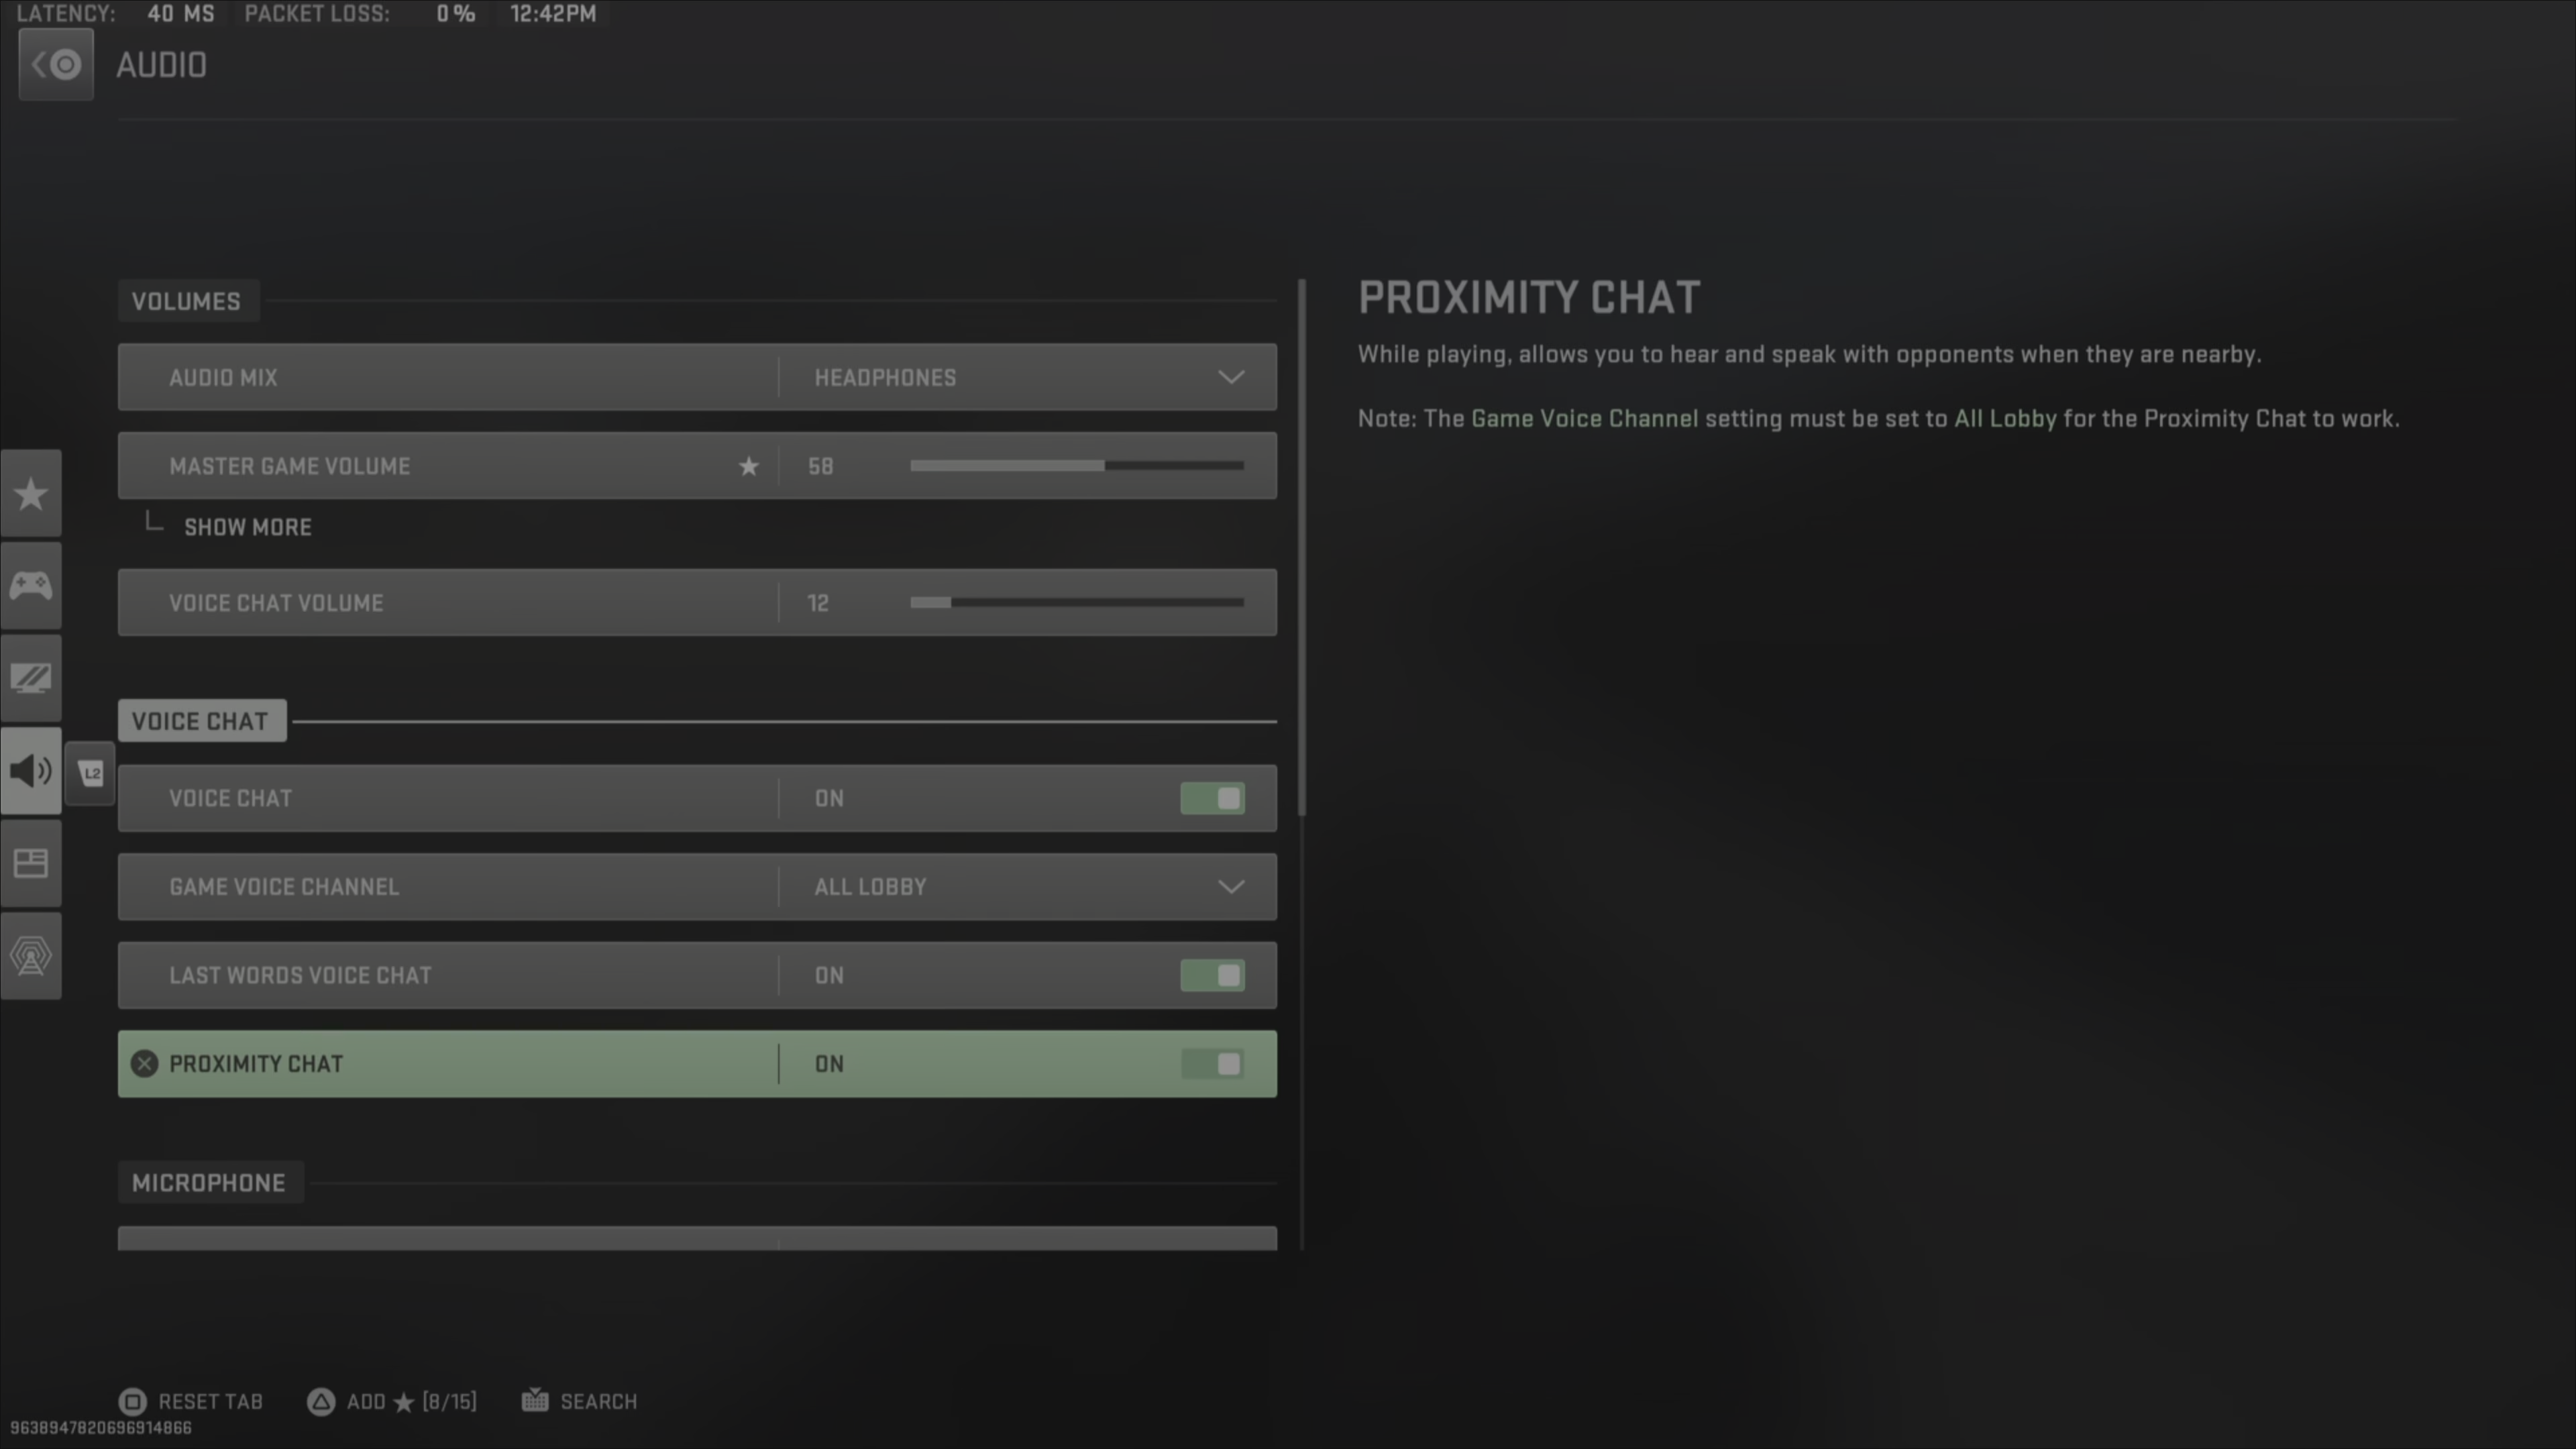 LATENCY: 40 MS PACKET LOSS: 0% 12:42PM
AUDIO
VOLUMES
AUDIO MIX HEADPHONES
MASTER GAME VOLUME 58
SHOW MORE
VOICE CHAT VOLUME 12
VOICE CHAT
L2
VOICE CHAT ON
GAME VOICE CHANNEL ALL LOBBY
LAST WORDS VOICE CHAT ON
PROXIMITY CHAT ON
MICROPHONE
PROXIMITY CHAT
While playing, allows you to hear and speak with opponents when they are nearby.
Note: The Game Voice Channel setting must be set to All Lobby for the Proximity Chat to work.
RESET TAB ADD ★ [8/15] SEARCH
9638947820696914866